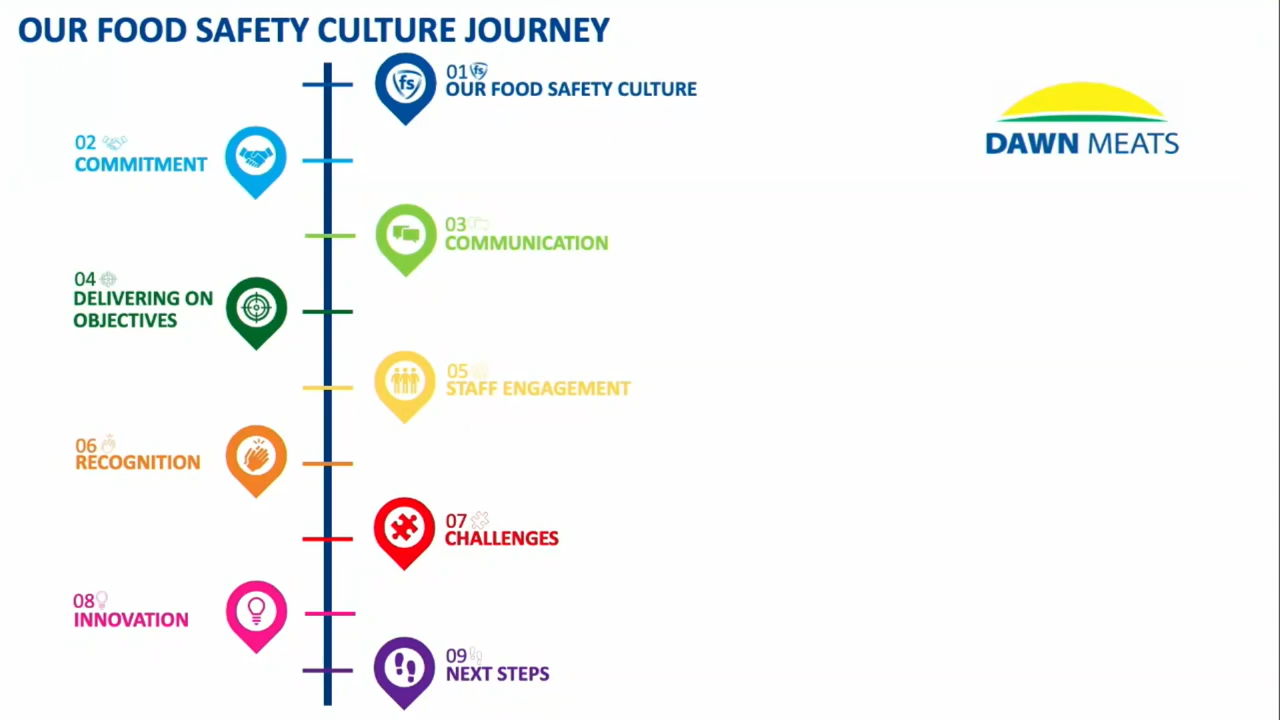 OUR FOOD SAFETY CULTURE JOURNEY
01
fs
OUR FOOD SAFETY CULTURE
DAWN MEATS
02
COMMITMENT
03
COMMUNICATION
04
DELIVERING ON
OBJECTIVES
05
STAFF ENGAGEMENT
06
RECOGNITION
07
CHALLENGES
08
INNOVATION
09
NEXT STEPS